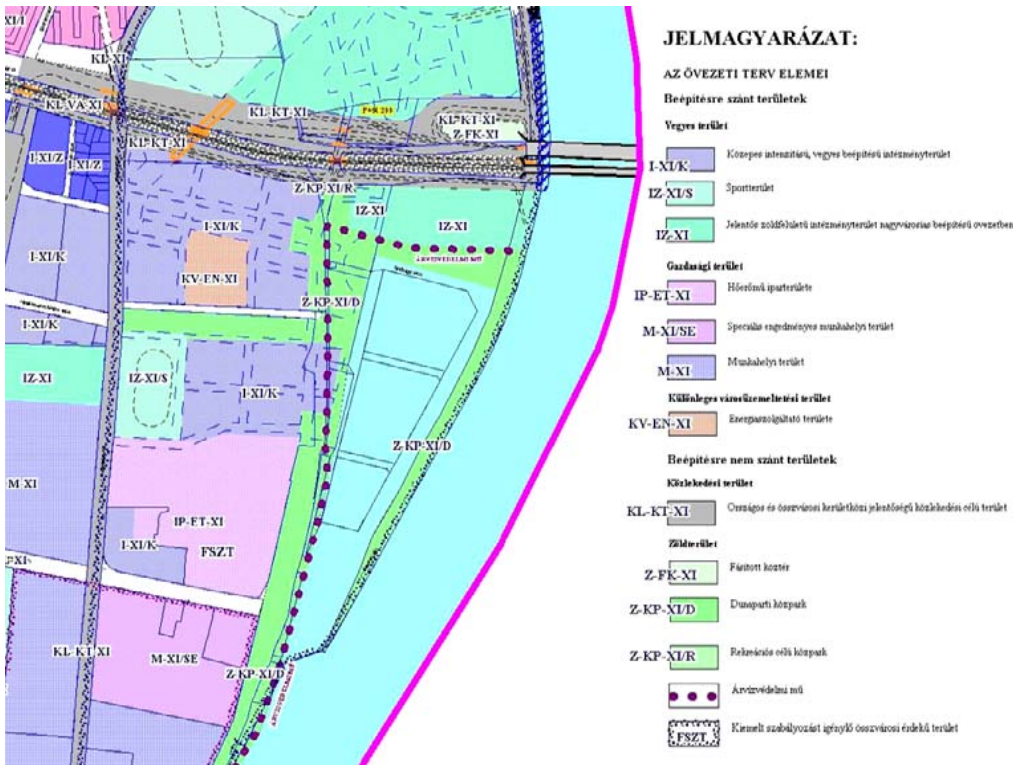 XI/I
KL-XI
KL-VA-XI
KL-KT-XI
KL-KT-XI
P+R 200
KL-KT-XI
Z-FK-XI
I-XI/Z
I-XI/Z
Z-KP-XI/R
IZ-XI
IZ-XI
I-XI/K
I-XI/K
ÁRVÍZVÉDELMI MŰ
KV-EN-XI
Z-KP-XI/D
I-XI/K
IZ-XI
IZ-XI/S
I-XI/K
Z-KP-XI/D
M-XI
IP-ET-XI
I-XI/K
FSZT
KL-KT-XI
M-XI/SE
Z-KP-XI/D
ÁRVÍZVÉDELMI MŰ
JELMAGYARÁZAT:
AZ ÖVEZETI TERV ELEMEI
Beépítésre szánt területek
Vegyes terület
I-XI/K Közepes intenzitású, vegyes beépítésű intézményterület
IZ-XI/S Sportterület
IZ-XI Jelentős zöldfelületű intézményterület nagyvárosias beépítésű övezetben
Gazdasági terület
IP-ET-XI Hőerőmű iparterülete
M-XI/SE Speciális engedményes munkahelyi terület
M-XI Munkahelyi terület
Különleges városüzemeltetési terület
KV-EN-XI Energiaszolgáltató területe
Beépítésre nem szánt területek
Közlekedési terület
KL-KT-XI Országos és összvárosi kerületközi jelentőségű közlekedési célú terület
Zöldterület
Z-FK-XI Fásított köztér
Z-KP-XI/D Dunaparti közpark
Z-KP-XI/R Rekreációs célú közpark
Árvízvédelmi mű
FSZT Kiemelt szabályozást igénylő összvárosi érdekű terület